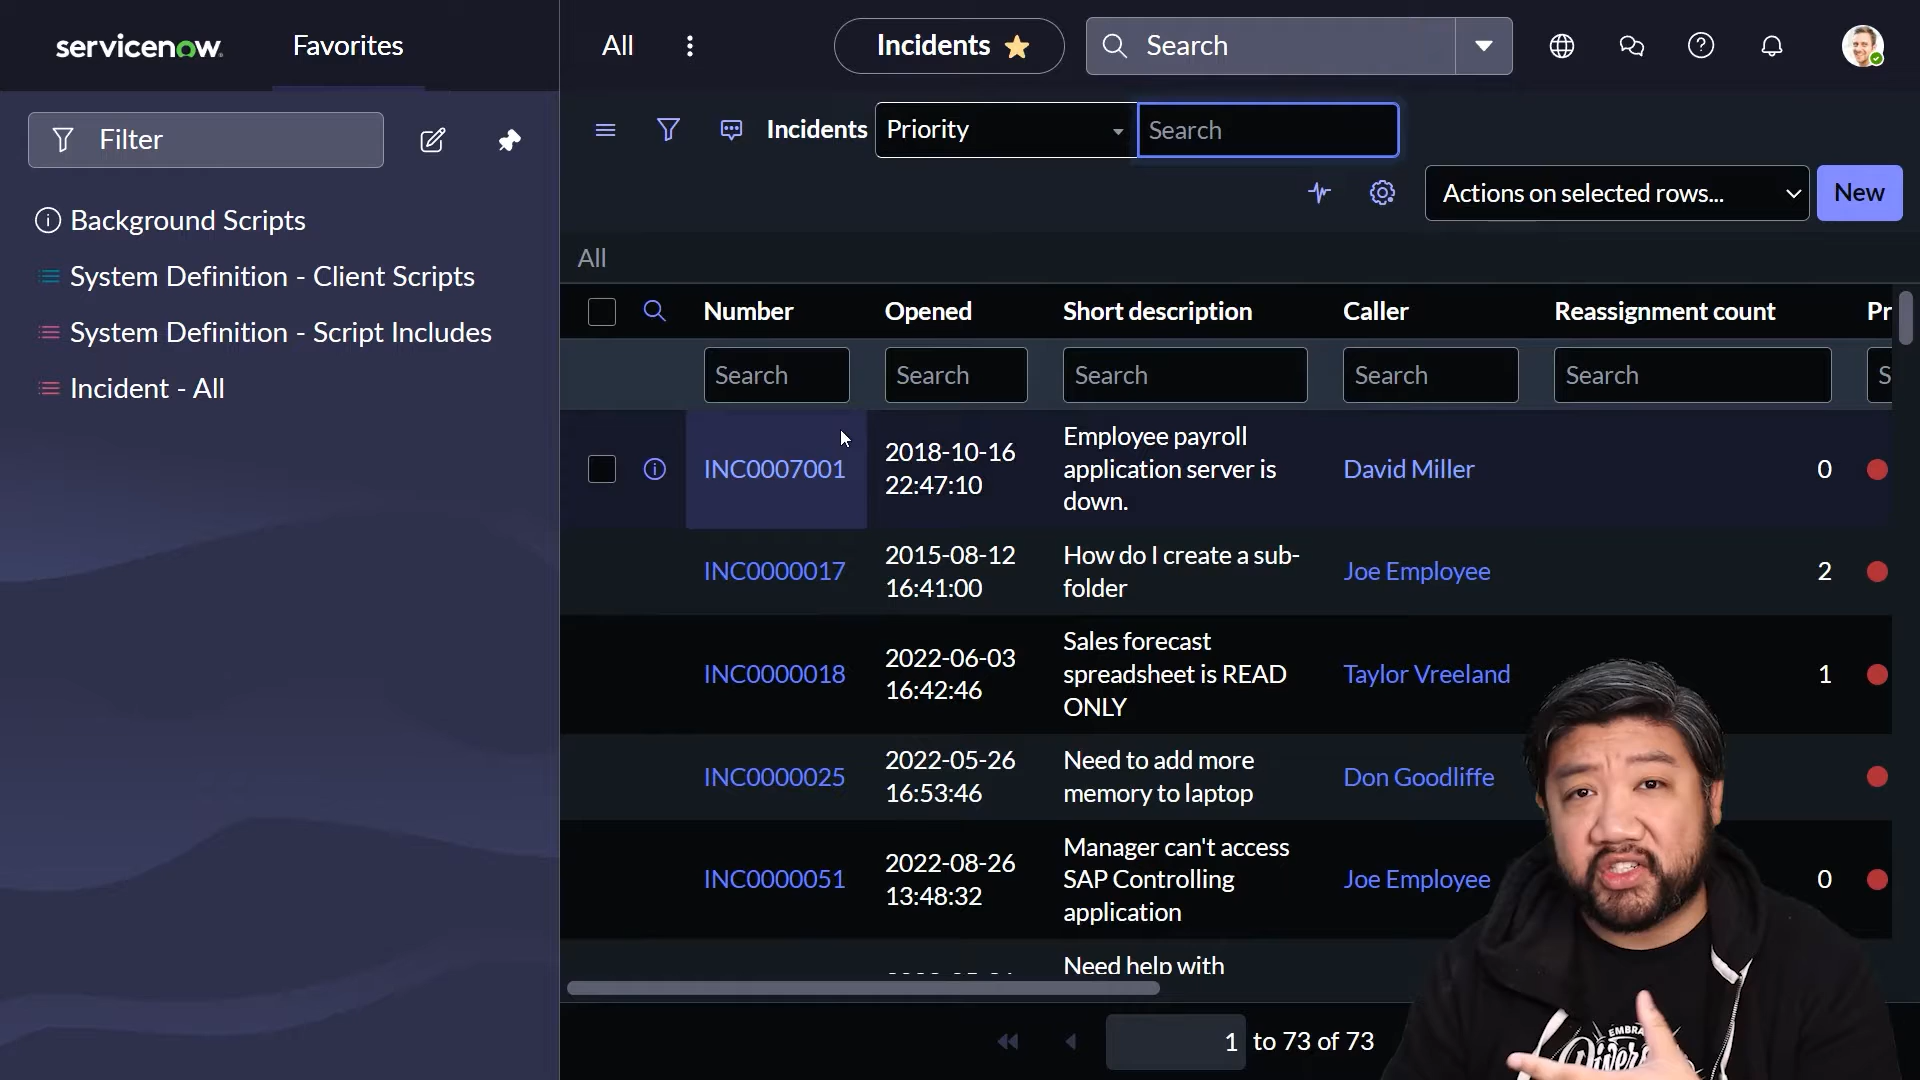 servicenow.
Favorites
All
Incidents
Search
Filter
Background Scripts
System Definition - Client Scripts
System Definition - Script Includes
Incident - All
Incidents
Priority
Search
Actions on selected rows...
New
All
Number Opened Short description Caller Reassignment count Pr
Search Search Search Search Search S
INC0007001
2018-10-16
22:47:10
Employee payroll
application server is
down.
David Miller
0
INC0000017
2015-08-12
16:41:00
How do I create a sub-
folder
Joe Employee
2
INC0000018
2022-06-03
16:42:46
Sales forecast
spreadsheet is READ
ONLY
Taylor Vreeland
1
INC0000025
2022-05-26
16:53:46
Need to add more
memory to laptop
Don Goodliffe
INC0000051
2022-08-26
13:48:32
Manager can't access
SAP Controlling
application
Joe Employee
0
Need help with
1 to 73 of 73